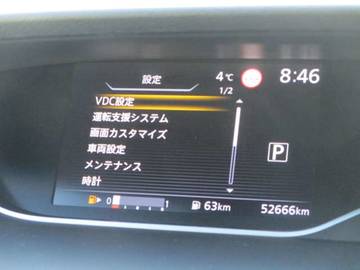 設定
4℃
8:46
1/2
VDC設定
運転支援システム
画面カスタマイズ
車両設定
メンテナンス
時計
P
0 1
63km
52666km